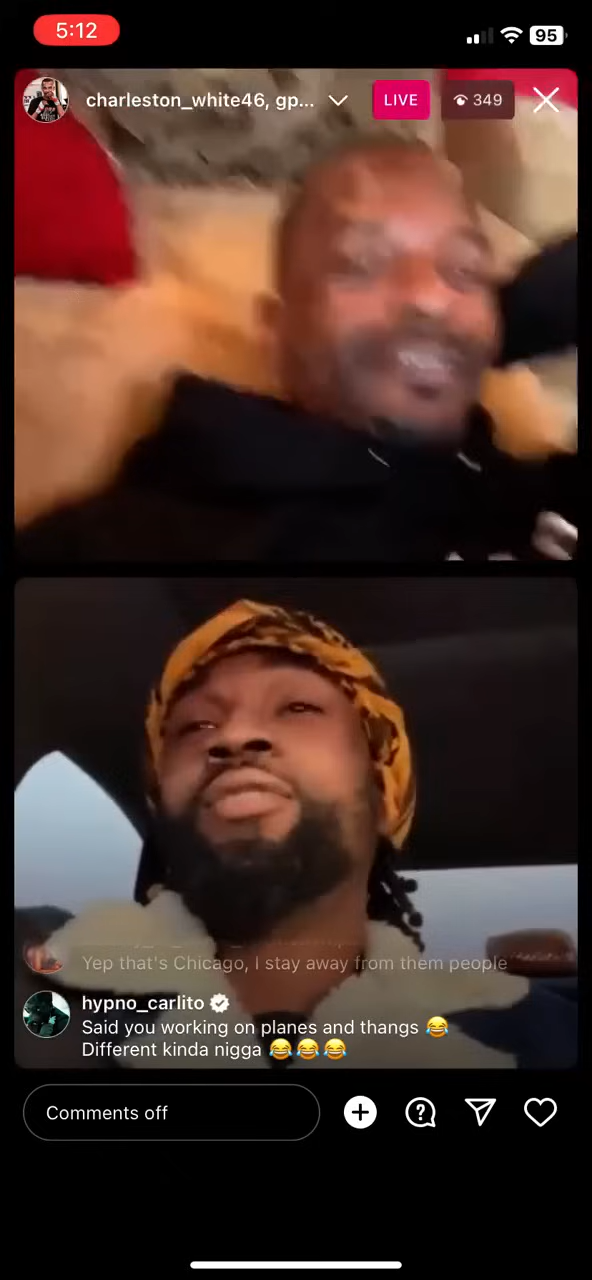 5:12
95
charleston_white46, gp...
LIVE
349
Yep that's Chicago, I stay away from them people
hypno_carlito
Said you working on planes and thangs 😂
Different kinda nigga 😂😂😂
Comments off